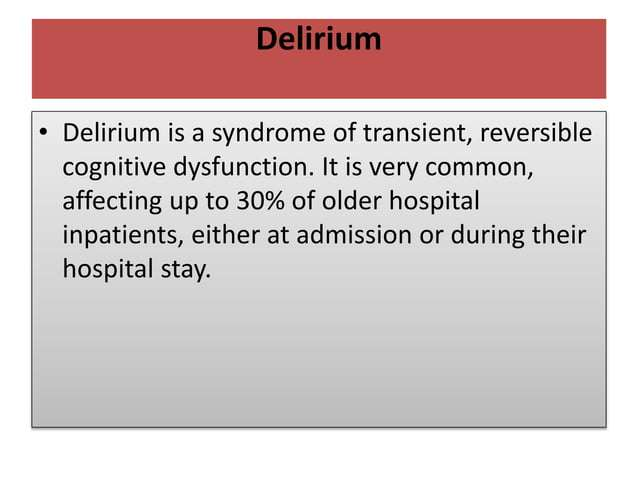 Delirium
• Delirium is a syndrome of transient, reversible
cognitive dysfunction. It is very common,
affecting up to 30% of older hospital
inpatients, either at admission or during their
hospital stay.